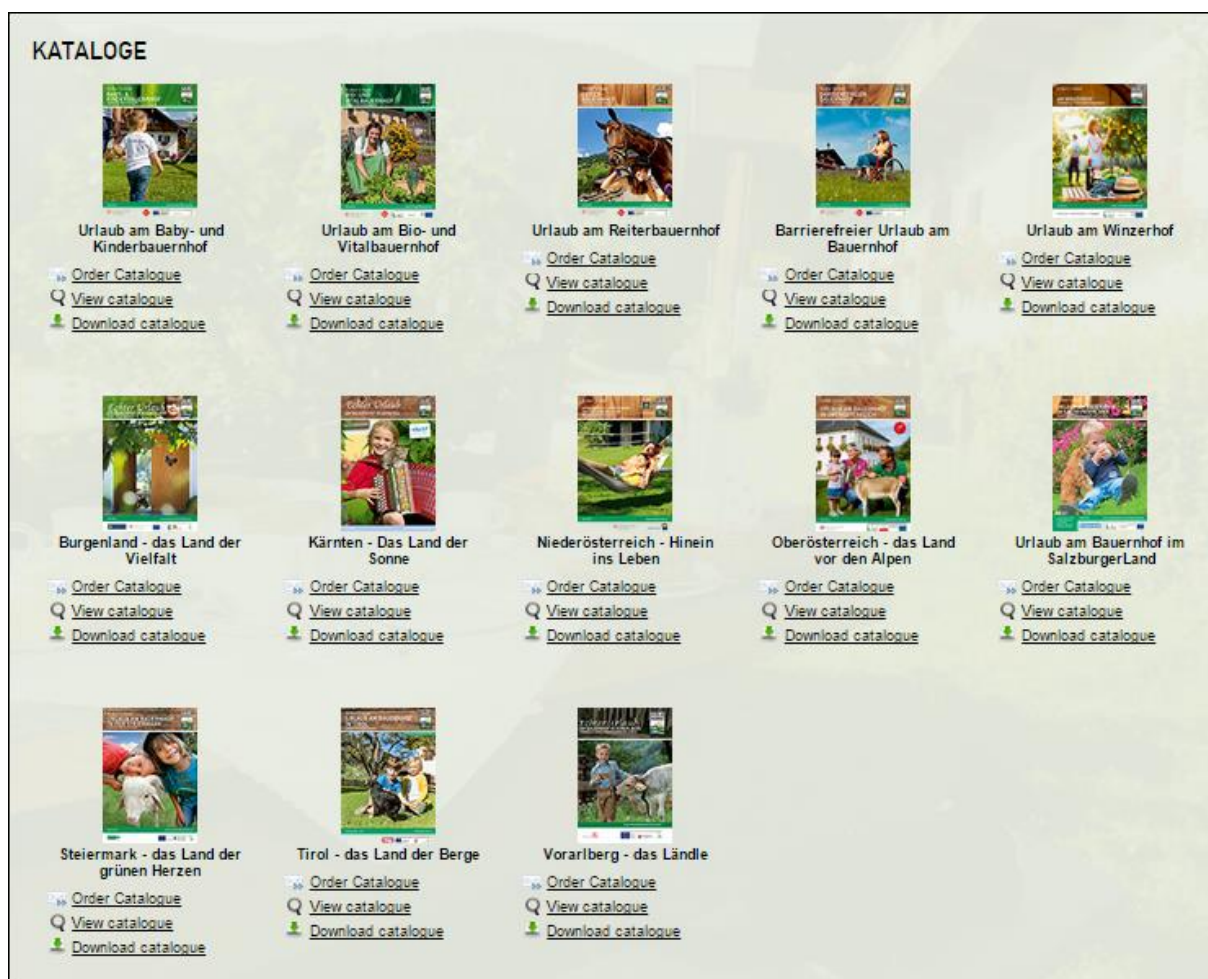 KATALOGE
Urlaub am Baby- und
Kinderbauernhof
Order Catalogue
View catalogue
Download catalogue
Urlaub am Bio- und
Vitalbauernhof
Order Catalogue
View catalogue
Download catalogue
Urlaub am Reiterbauernhof
Order Catalogue
View catalogue
Download catalogue
Barrierefreier Urlaub am
Bauernhof
Order Catalogue
View catalogue
Download catalogue
Urlaub am Winzerhof
Order Catalogue
View catalogue
Download catalogue
Echter Urlaub
Burgenland - das Land der
Vielfalt
Order Catalogue
View catalogue
Download catalogue
Echter Urlaub
Kärnten - Das Land der
Sonne
Order Catalogue
View catalogue
Download catalogue
Niederösterreich - Hinein
ins Leben
Order Catalogue
View catalogue
Download catalogue
Oberösterreich - das Land
vor den Alpen
Order Catalogue
View catalogue
Download catalogue
Urlaub am Bauernhof im
SalzburgerLand
Order Catalogue
View catalogue
Download catalogue
Steiermark - das Land der
grünen Herzen
Order Catalogue
View catalogue
Download catalogue
Tirol - das Land der Berge
Order Catalogue
View catalogue
Download catalogue
Vorarlberg - das Ländle
Order Catalogue
View catalogue
Download catalogue